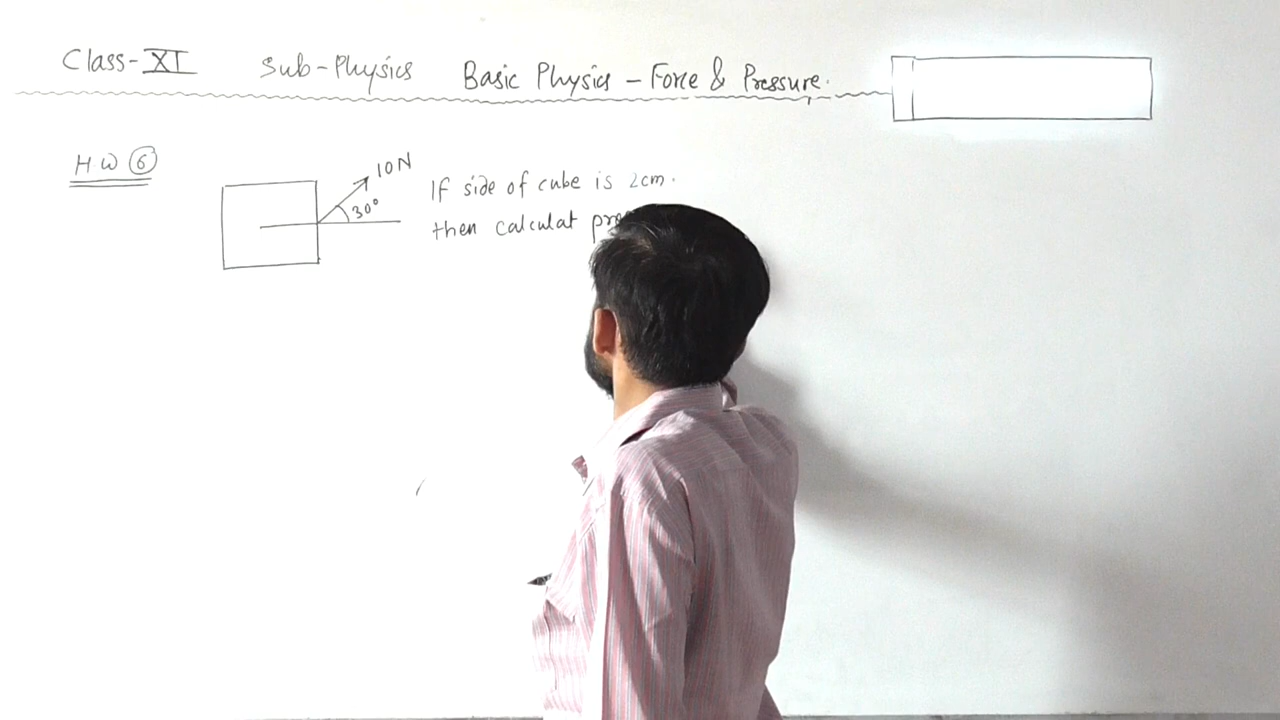 Class-XI Sub-Physics Basic Physics – Force & Pressure.
H.W ⑥
10N
30°
If side of cube is 2cm.
then calculat